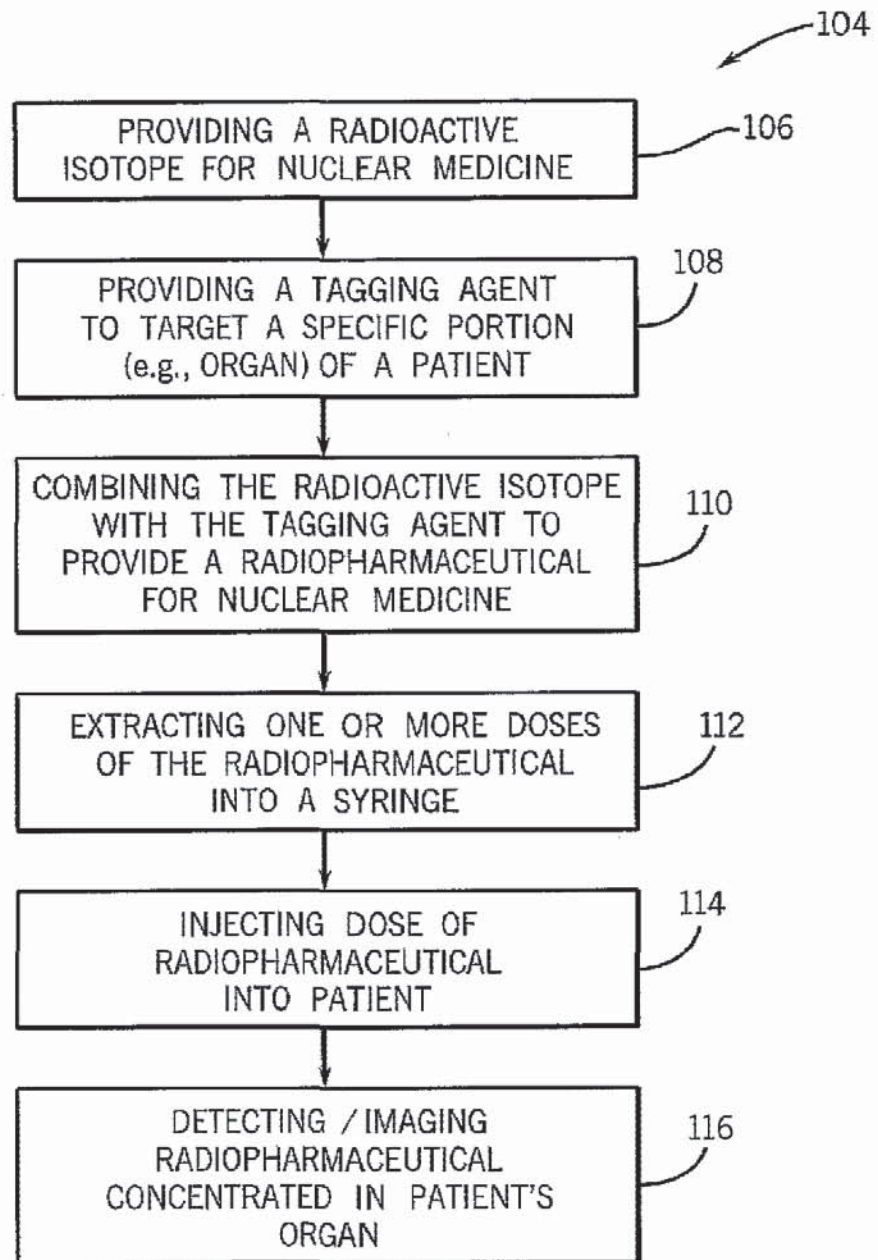 104
PROVIDING A RADIOACTIVE
ISOTOPE FOR NUCLEAR MEDICINE
106
PROVIDING A TAGGING AGENT
TO TARGET A SPECIFIC PORTION
(e.g., ORGAN) OF A PATIENT
108
COMBINING THE RADIOACTIVE ISOTOPE
WITH THE TAGGING AGENT TO
PROVIDE A RADIOPHARMACEUTICAL
FOR NUCLEAR MEDICINE
110
EXTRACTING ONE OR MORE DOSES
OF THE RADIOPHARMACEUTICAL
INTO A SYRINGE
112
INJECTING DOSE OF
RADIOPHARMACEUTICAL
INTO PATIENT
114
DETECTING / IMAGING
RADIOPHARMACEUTICAL
CONCENTRATED IN PATIENT'S
ORGAN
116